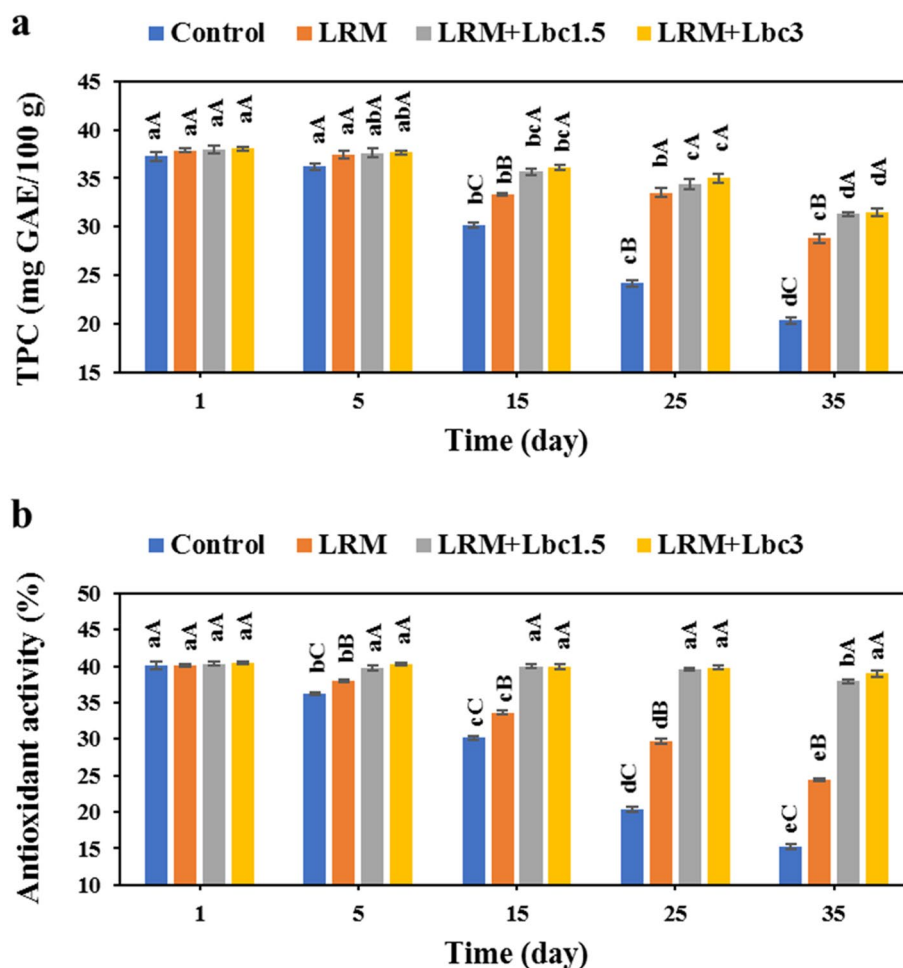 a
Control LRM LRM+Lbc1.5 LRM+Lbc3
TPC (mg GAE/100 g)
45
40
35
30
25
20
15
aA aA aA aA
aA aA abA abA
bC bB bcA bcA
cB bA cA cA
dC cB dA dA
1 5 15 25 35
Time (day)
b
Control LRM LRM+Lbc1.5 LRM+Lbc3
Antioxidant activity (%)
50
45
40
35
30
25
20
15
10
aA aA aA aA
bC bB aA aA
cC cB aA aA
dC dB aA aA
eC eB bA aA
1 5 15 25 35
Time (day)